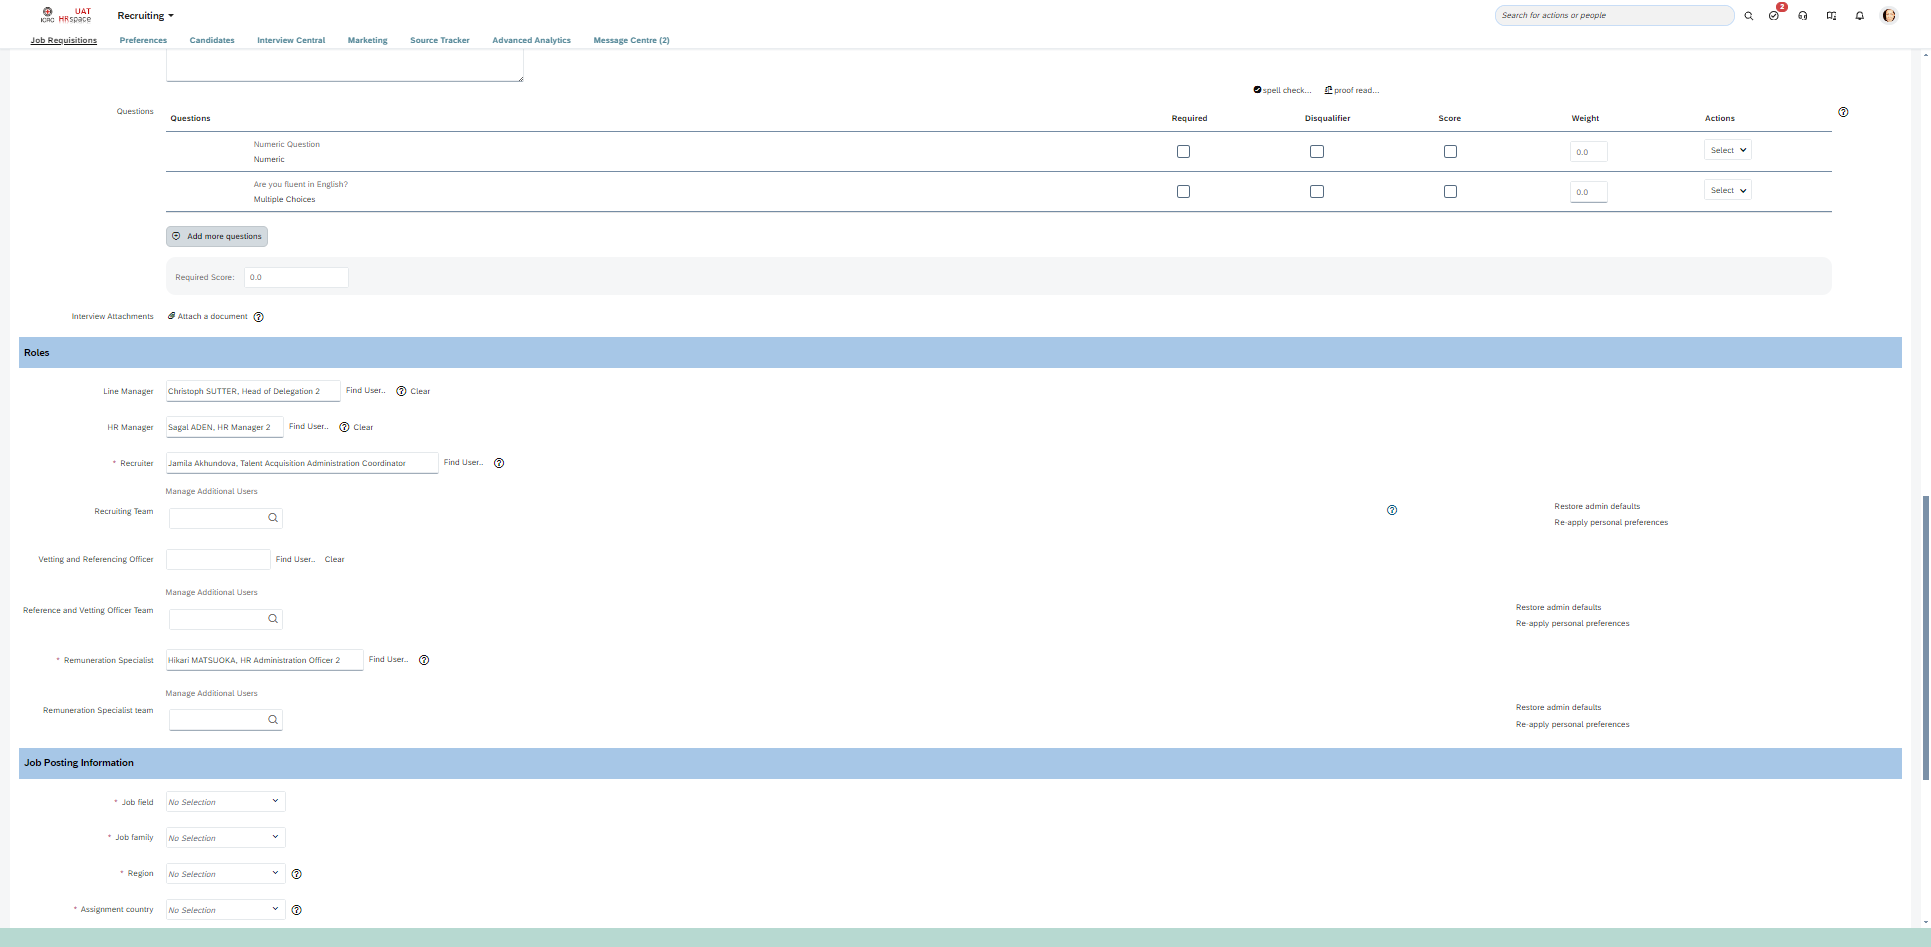 ICRC UAT HRspace Recruiting Search for actions or people 2
Job Requisitions Preferences Candidates Interview Central Marketing Source Tracker Advanced Analytics Message Centre (2)
spell check... proof read...
Questions
Questions Required Disqualifier Score Weight Actions
Numeric Question
Numeric 0.0 Select
Are you fluent in English?
Multiple Choices 0.0 Select
Add more questions
Required Score: 0.0
Interview Attachments Attach a document
Roles
Line Manager Christoph SUTTER, Head of Delegation 2 Find User.. Clear
HR Manager Sagal ADEN, HR Manager 2 Find User.. Clear
* Recruiter Jamila Akhundova, Talent Acquisition Administration Coordinator Find User..
Manage Additional Users
Recruiting Team Restore admin defaults
Re-apply personal preferences
Vetting and Referencing Officer Find User.. Clear
Manage Additional Users
Reference and Vetting Officer Team Restore admin defaults
Re-apply personal preferences
* Remuneration Specialist Hikari MATSUOKA, HR Administration Officer 2 Find User..
Manage Additional Users
Remuneration Specialist team Restore admin defaults
Re-apply personal preferences
Job Posting Information
* Job field No Selection
* Job family No Selection
* Region No Selection
* Assignment country No Selection